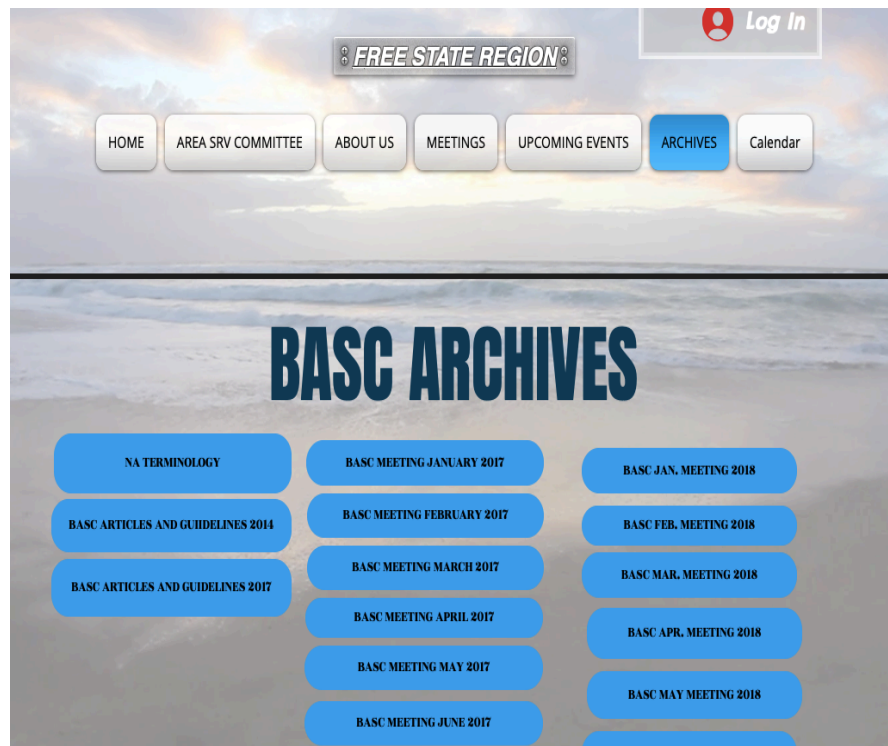 Log In
FREE STATE REGION
HOME
AREA SRV COMMITTEE
ABOUT US
MEETINGS
UPCOMING EVENTS
ARCHIVES
Calendar
BASC ARCHIVES
NA TERMINOLOGY
BASC ARTICLES AND GUIIDELINES 2014
BASC ARTICLES AND GUIDELINES 2017
BASC MEETING JANUARY 2017
BASC MEETING FEBRUARY 2017
BASC MEETING MARCH 2017
BASC MEETING APRIL 2017
BASC MEETING MAY 2017
BASC MEETING JUNE 2017
BASC JAN. MEETING 2018
BASC FEB. MEETING 2018
BASC MAR. MEETING 2018
BASC APR. MEETING 2018
BASC MAY MEETING 2018